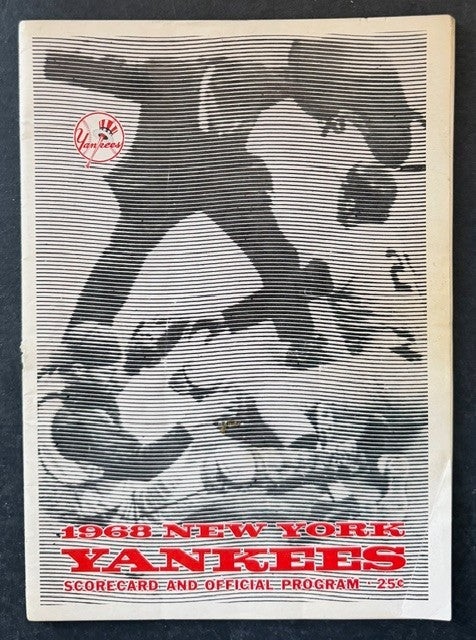 Yankees
1968 NEW YORK
YANKEES
SCORECARD AND OFFICIAL PROGRAM · 25¢